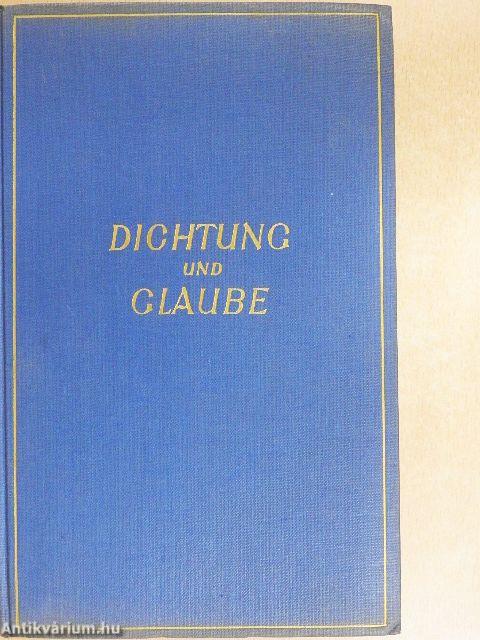 DICHTUNG
UND
GLAUBE
Antikvárium.hu